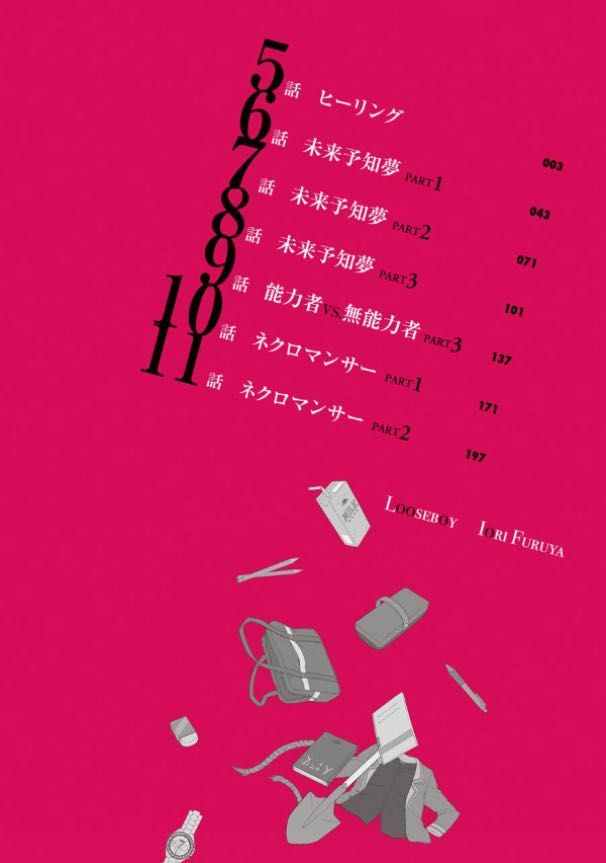 5話 ヒーリング 003
6話 未来予知夢 PART1 043
7話 未来予知夢 PART2 071
8話 未来予知夢 PART3 101
9話 能力者VS.無能力者 PART3 137
10話 ネクロマンサー PART1 171
11話 ネクロマンサー PART2 197
LOOSEBOY IORI FURUYA
MILK